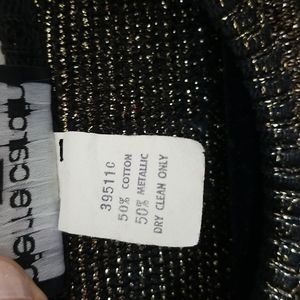 39511C
50% COTTON
50% METALLIC
DRY CLEAN ONLY